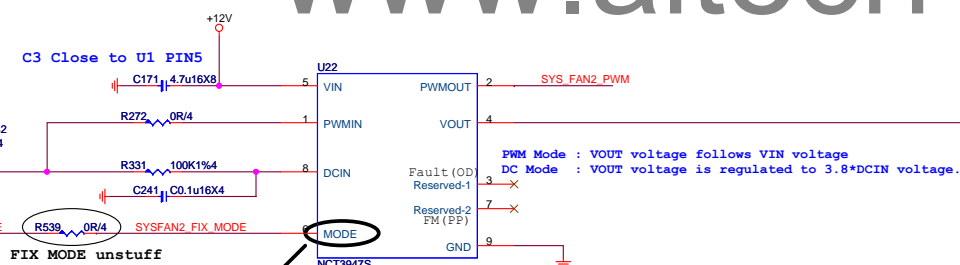 +12V
C3 Close to U1 PIN5
U22
C171 4.7u16X8 5 VIN PWMOUT 2 SYS_FAN2_PWM
R272 0R/4 1 PWMIN VOUT 4
PWM Mode : VOUT voltage follows VIN voltage
R331 100K1%4 8 DCIN Fault(OD) DC Mode : VOUT voltage is regulated to 3.8*DCIN voltage.
Reserved-1 3
C241 C0.1u16X4
Reserved-2 7
FM(PP)
R539 0R/4 SYSFAN2_FIX_MODE 6 MODE
GND 9
FIX MODE unstuff
NCT3947S